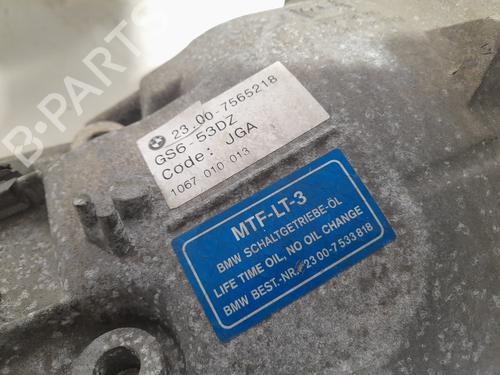 B-PARTS
23.00-7565218
GS6-53DZ
Code: JGA
1067 010 013
MTF-LT-3
BMW SCHALTGETRIEBE-ÖL
LIFE TIME OIL, NO OIL CHANGE
BMW BEST.-NR. 23 00-7 533 818